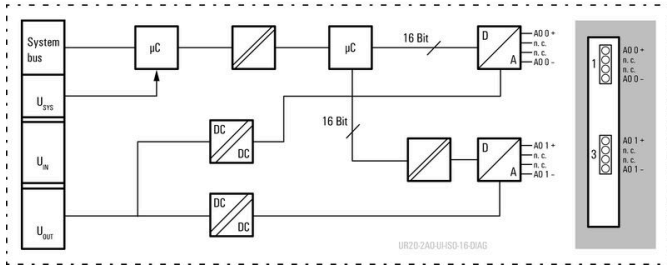 System
bus
µC
µC
16 Bit
D
A
AO 0 +
n. c.
n. c.
AO 0 –
U SYS
U IN
DC
DC
16 Bit
D
A
AO 1 +
n. c.
n. c.
AO 1 –
U OUT
DC
DC
UR20-2AO-UI-ISO-16-DIAG
1
AO 0 +
n. c.
n. c.
AO 0 –
3
AO 1 +
n. c.
n. c.
AO 1 –